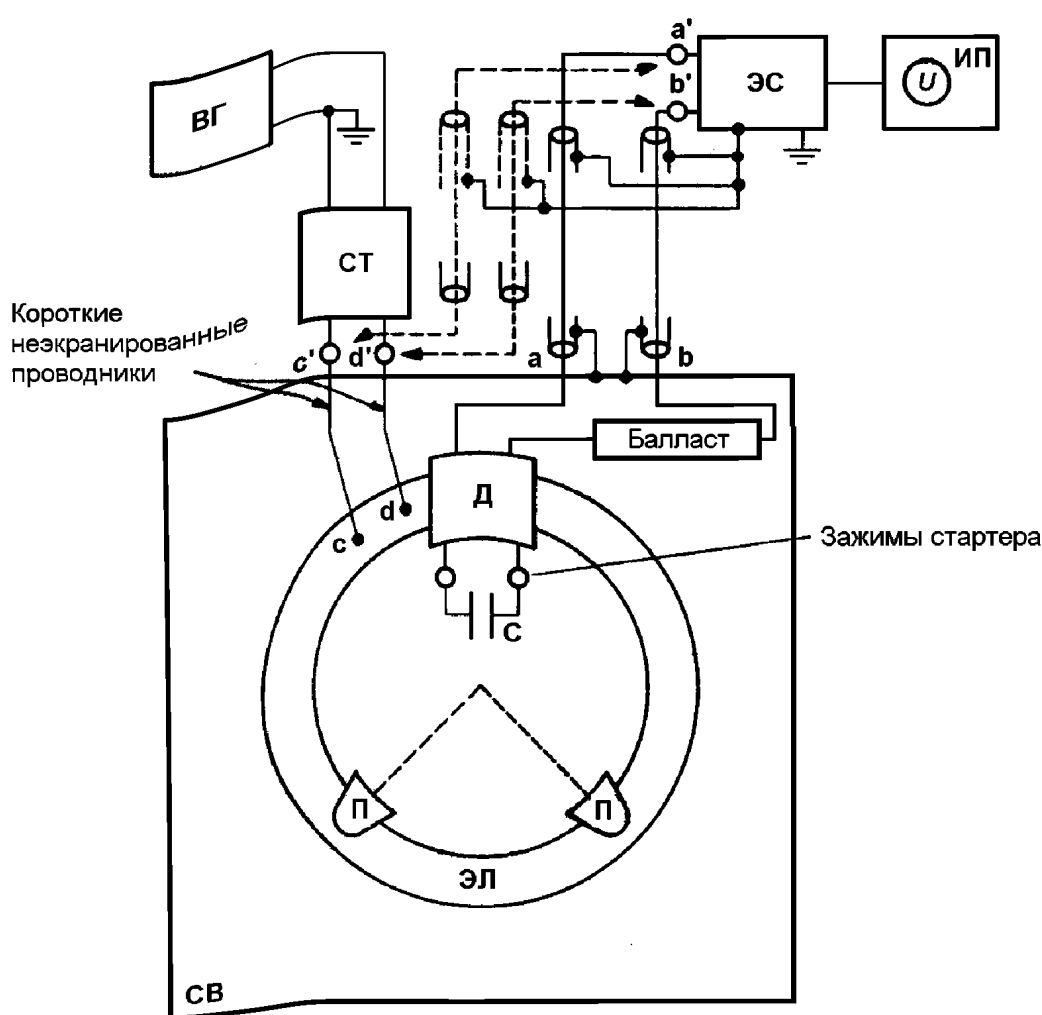 a'
ВГ
b'
ЭС
U
ИП
СТ
Короткие
неэкранированные
проводники
c'
d'
a
b
Балласт
Д
d
c
Зажимы стартера
С
П
П
ЭЛ
СВ